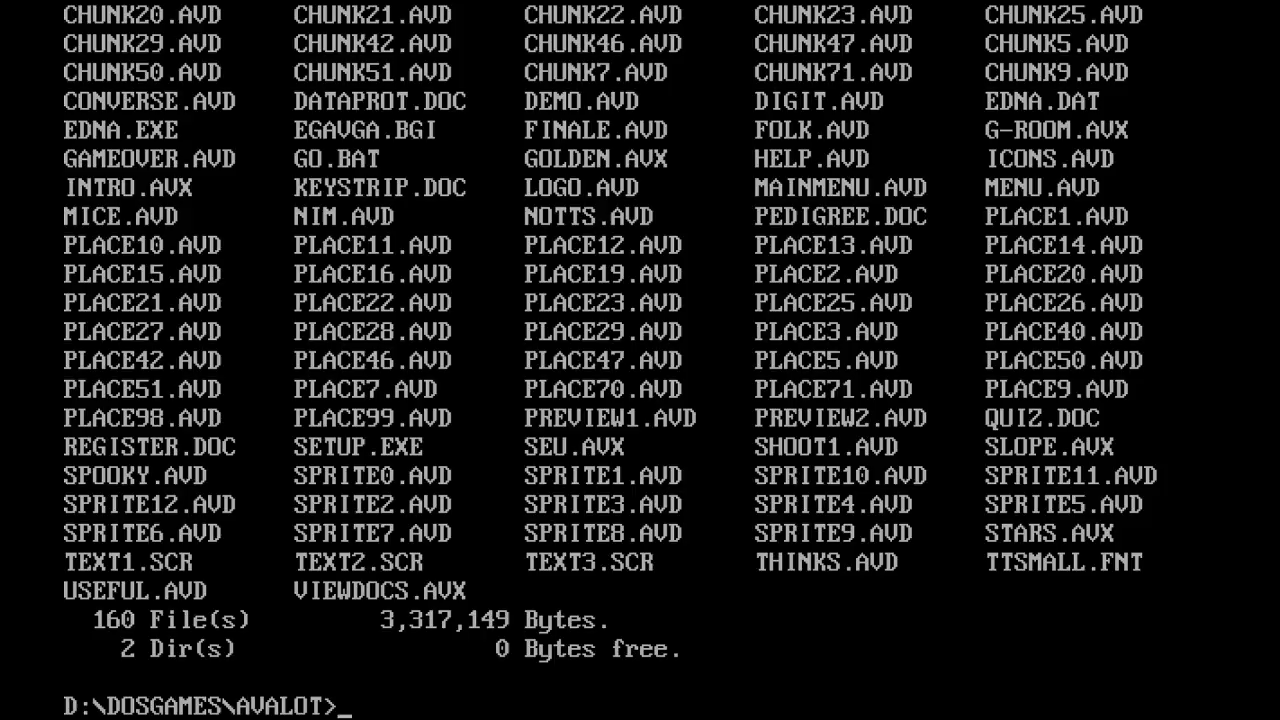 CHUNK20.AVD CHUNK21.AVD CHUNK22.AVD CHUNK23.AVD CHUNK25.AVD
CHUNK29.AVD CHUNK42.AVD CHUNK46.AVD CHUNK47.AVD CHUNK5.AVD
CHUNK50.AVD CHUNK51.AVD CHUNK7.AVD CHUNK71.AVD CHUNK9.AVD
CONVERSE.AVD DATAPROT.DOC DEMO.AVD DIGIT.AVD EDNA.DAT
EDNA.EXE EGAVGA.BGI FINALE.AVD FOLK.AVD G-ROOM.AVX
GAMEOVER.AVD GO.BAT GOLDEN.AVX HELP.AVD ICONS.AVD
INTRO.AVX KEYSTRIP.DOC LOGO.AVD MAINMENU.AVD MENU.AVD
MICE.AVD NIM.AVD NOTTS.AVD PEDIGREE.DOC PLACE1.AVD
PLACE10.AVD PLACE11.AVD PLACE12.AVD PLACE13.AVD PLACE14.AVD
PLACE15.AVD PLACE16.AVD PLACE19.AVD PLACE2.AVD PLACE20.AVD
PLACE21.AVD PLACE22.AVD PLACE23.AVD PLACE25.AVD PLACE26.AVD
PLACE27.AVD PLACE28.AVD PLACE29.AVD PLACE3.AVD PLACE40.AVD
PLACE42.AVD PLACE46.AVD PLACE47.AVD PLACE5.AVD PLACE50.AVD
PLACE51.AVD PLACE7.AVD PLACE70.AVD PLACE71.AVD PLACE9.AVD
PLACE98.AVD PLACE99.AVD PREVIEW1.AVD PREVIEW2.AVD QUIZ.DOC
REGISTER.DOC SETUP.EXE SEU.AVX SHOOT1.AVD SLOPE.AVX
SPOOKY.AVD SPRITE0.AVD SPRITE1.AVD SPRITE10.AVD SPRITE11.AVD
SPRITE12.AVD SPRITE2.AVD SPRITE3.AVD SPRITE4.AVD SPRITE5.AVD
SPRITE6.AVD SPRITE7.AVD SPRITE8.AVD SPRITE9.AVD STARS.AVX
TEXT1.SCR TEXT2.SCR TEXT3.SCR THINKS.AVD TTSMALL.FNT
USEFUL.AVD VIEWDOCS.AVX
160 File(s) 3,317,149 Bytes.
2 Dir(s) 0 Bytes free.
D:\DOSGAMES\AVALOT>_